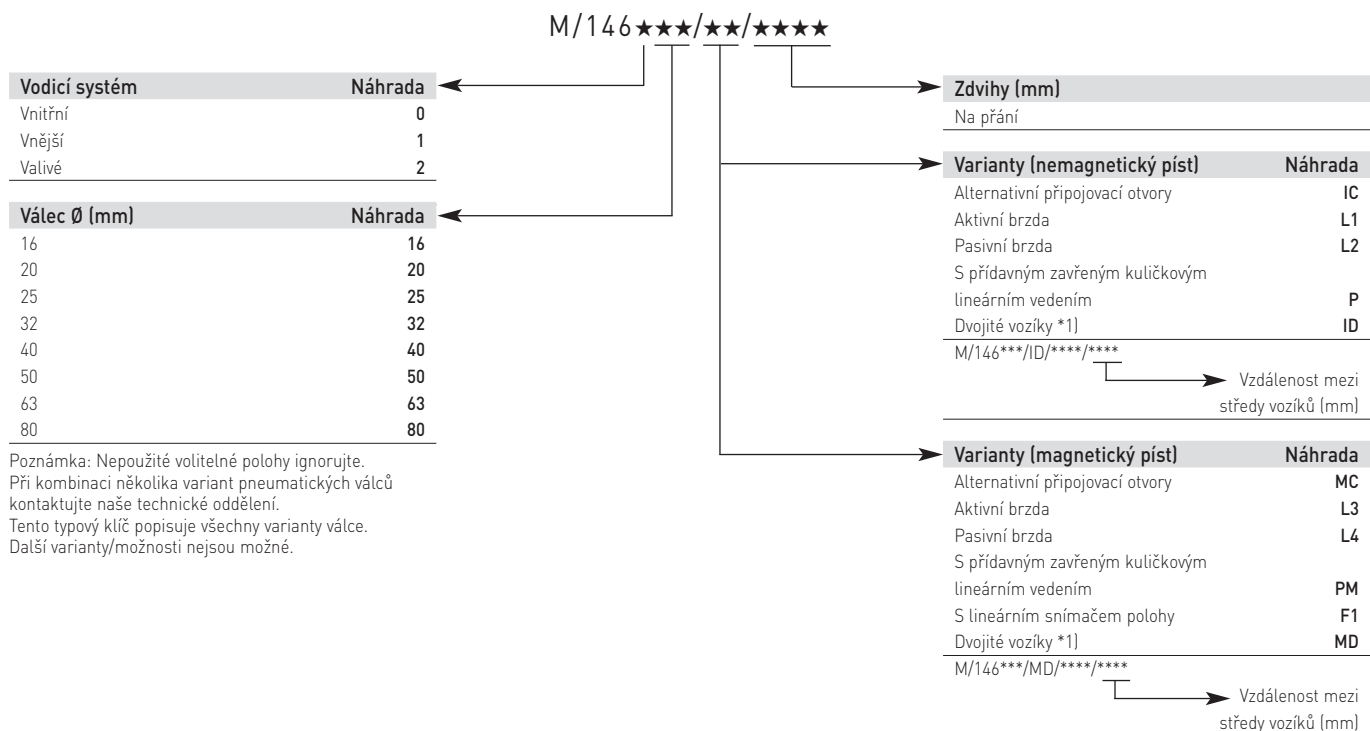 M/146★★★/★★/★★★★
Vodicí systém Náhrada
Vnitřní 0
Vnější 1
Valivé 2
Válec Ø (mm) Náhrada
16 16
20 20
25 25
32 32
40 40
50 50
63 63
80 80
Poznámka: Nepoužité volitelné polohy ignorujte.
Při kombinaci několika variant pneumatických válců
kontaktujte naše technické oddělení.
Tento typový klíč popisuje všechny varianty válce.
Další varianty/možnosti nejsou možné.
Zdvihy (mm)
Na přání
Varianty (nemagnetický píst) Náhrada
Alternativní připojovací otvory IC
Aktivní brzda L1
Pasivní brzda L2
S přídavným zavřeným kuličkovým
lineárním vedením P
Dvojité vozíky *1) ID
M/146***/ID/****/****
Vzdálenost mezi
středy vozíků (mm)
Varianty (magnetický píst) Náhrada
Alternativní připojovací otvory MC
Aktivní brzda L3
Pasivní brzda L4
S přídavným zavřeným kuličkovým
lineárním vedením PM
S lineárním snímačem polohy F1
Dvojité vozíky *1) MD
M/146***/MD/****/****
Vzdálenost mezi
středy vozíků (mm)